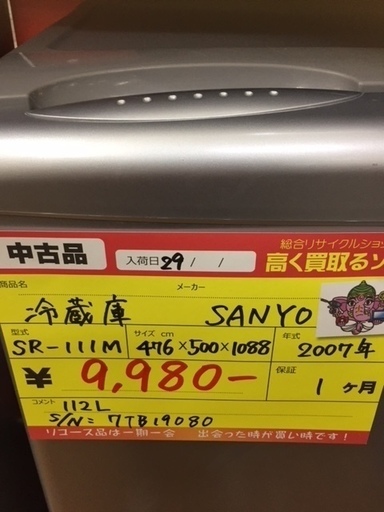 中古品
入荷日 29 / /
総合リサイクルショッ
高く買取るゾ
商品名
メーカー
冷蔵庫 SANYO
型式 サイズ cm 年式
SR-111M 476×500×1088 2007年
¥ 9,980-
保証 1ヶ月
コメント
112L
S/N: 7TB19080
リユース品は一期一会 出会った時が買い時です!